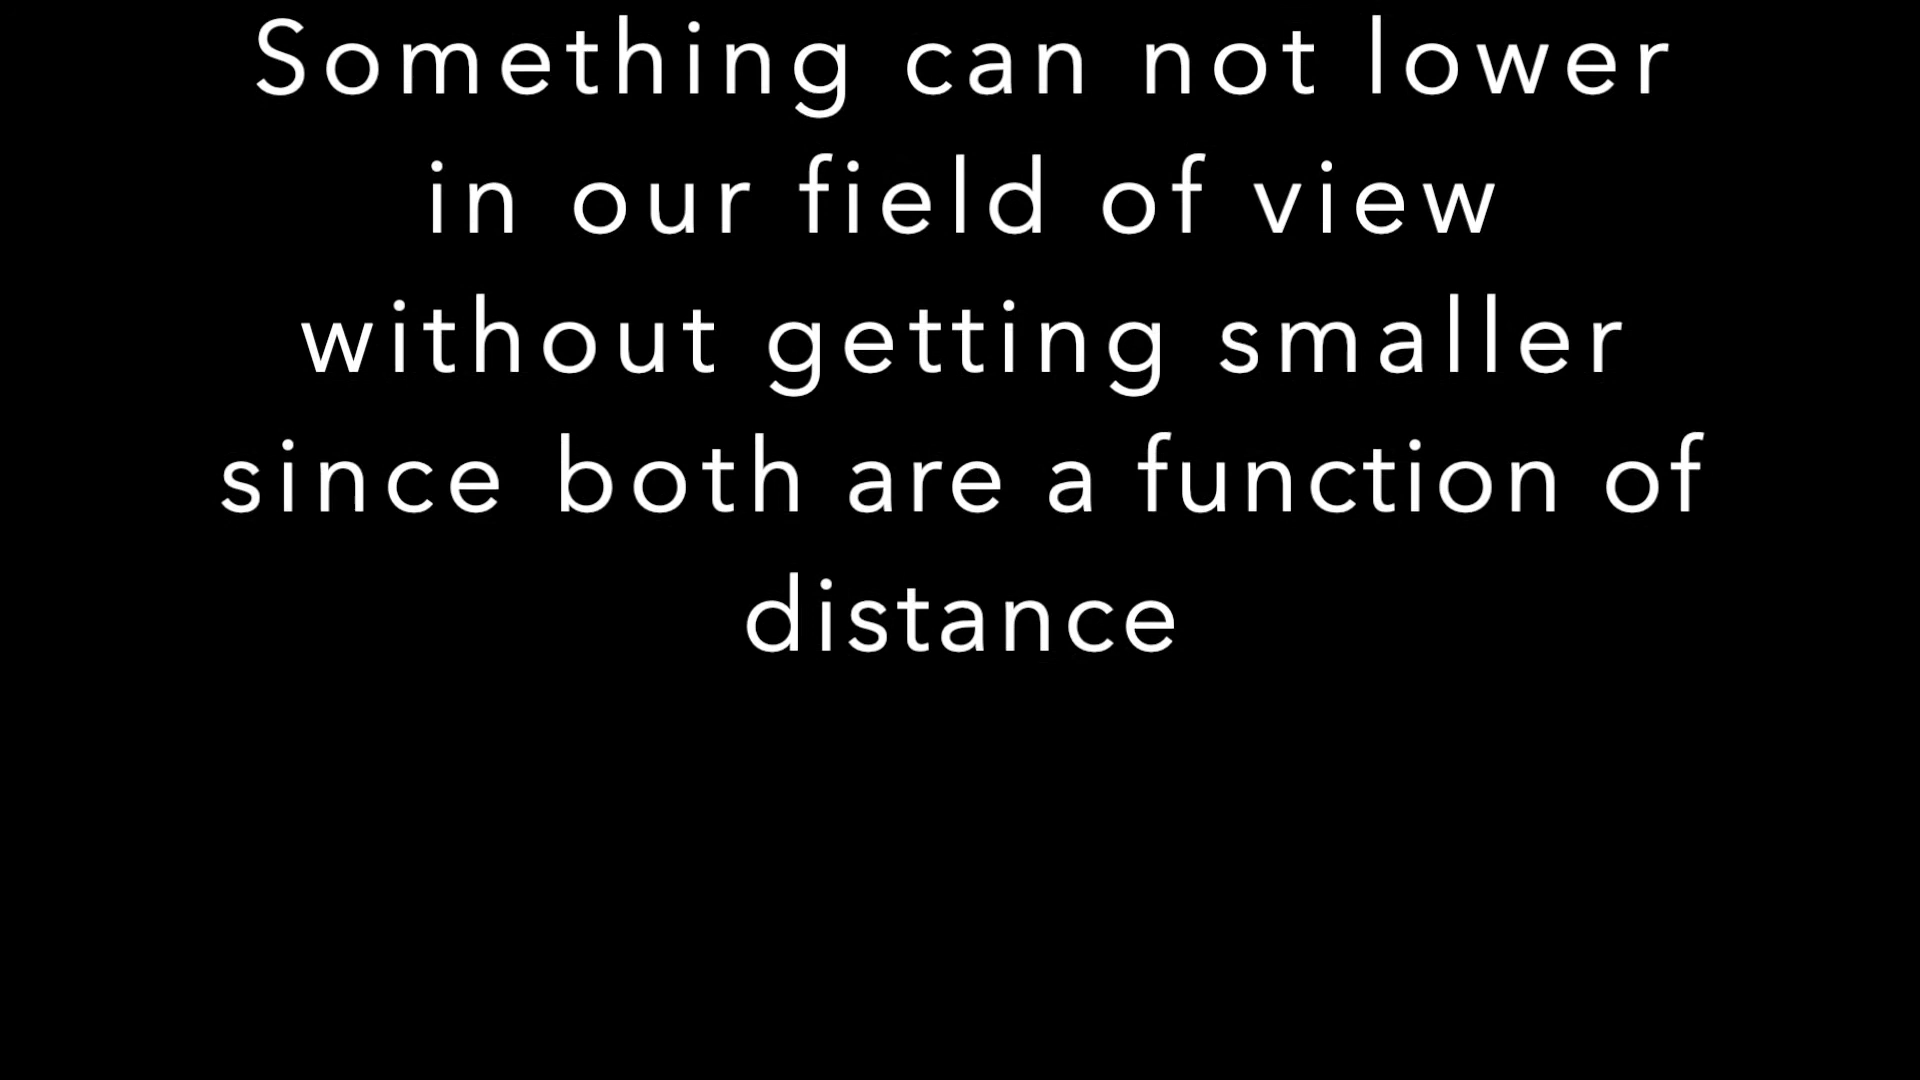 Something can not lower
in our field of view
without getting smaller
since both are a function of
distance